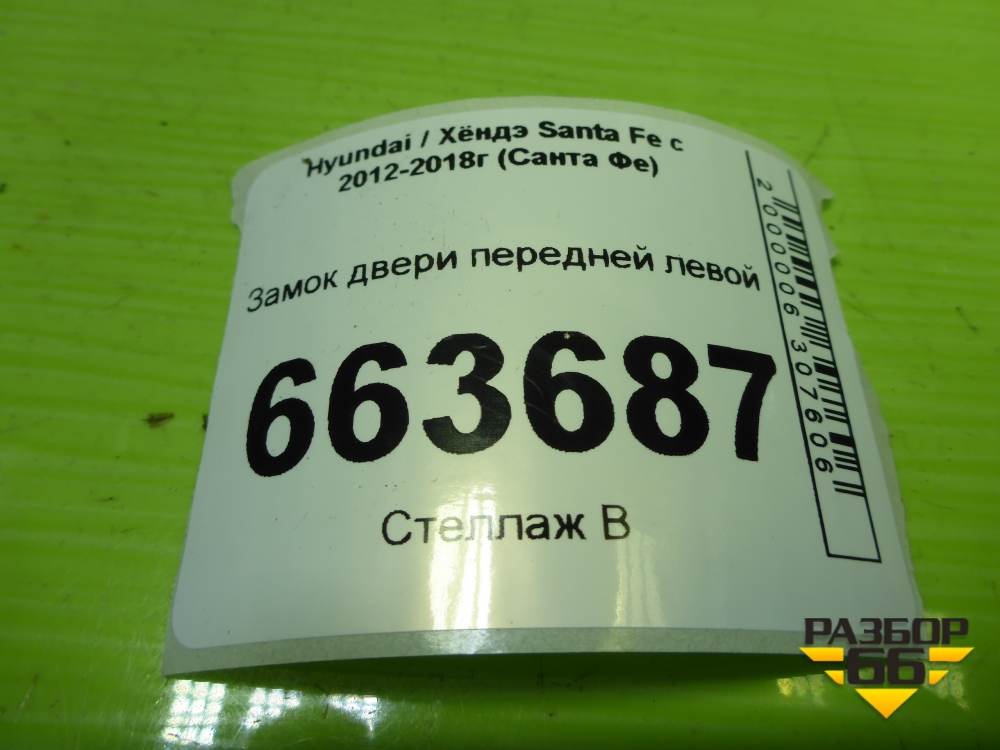 Hyundai / Хёндэ Santa Fe с
2012-2018г (Санта Фе)
Замок двери передней левой
663687
Стеллаж В
2000006307606
РАЗБОР
66